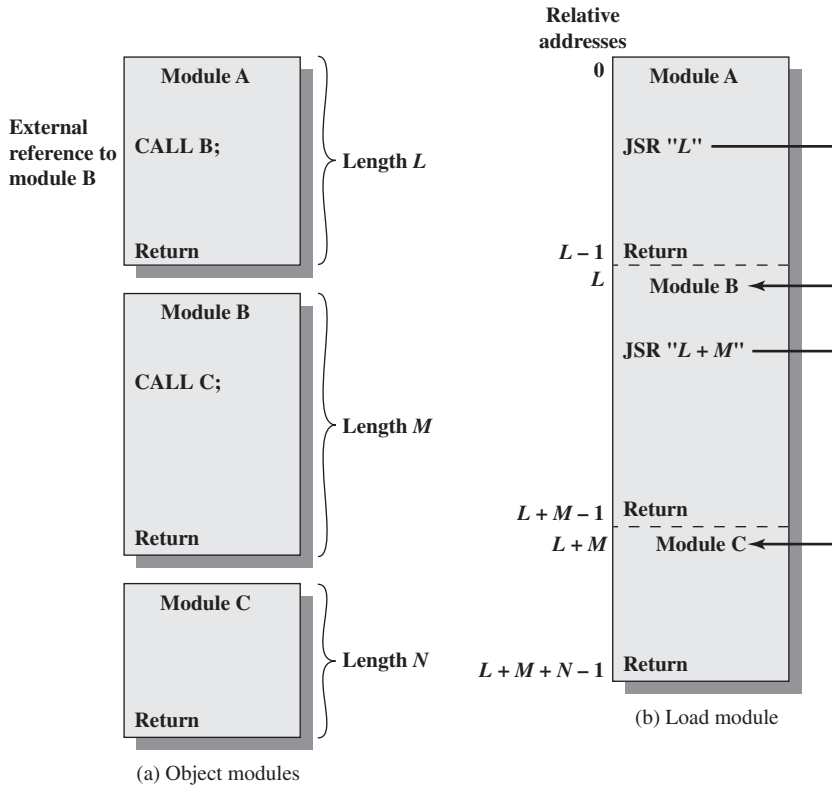 External
reference to
module B
Module A
CALL B;
Return
Length L
Module B
CALL C;
Return
Length M
Module C
Return
Length N
(a) Object modules
Relative
addresses
0
Module A
JSR "L"
L – 1
Return
L
Module B
JSR "L + M"
L + M – 1
Return
L + M
Module C
L + M + N – 1
Return
(b) Load module